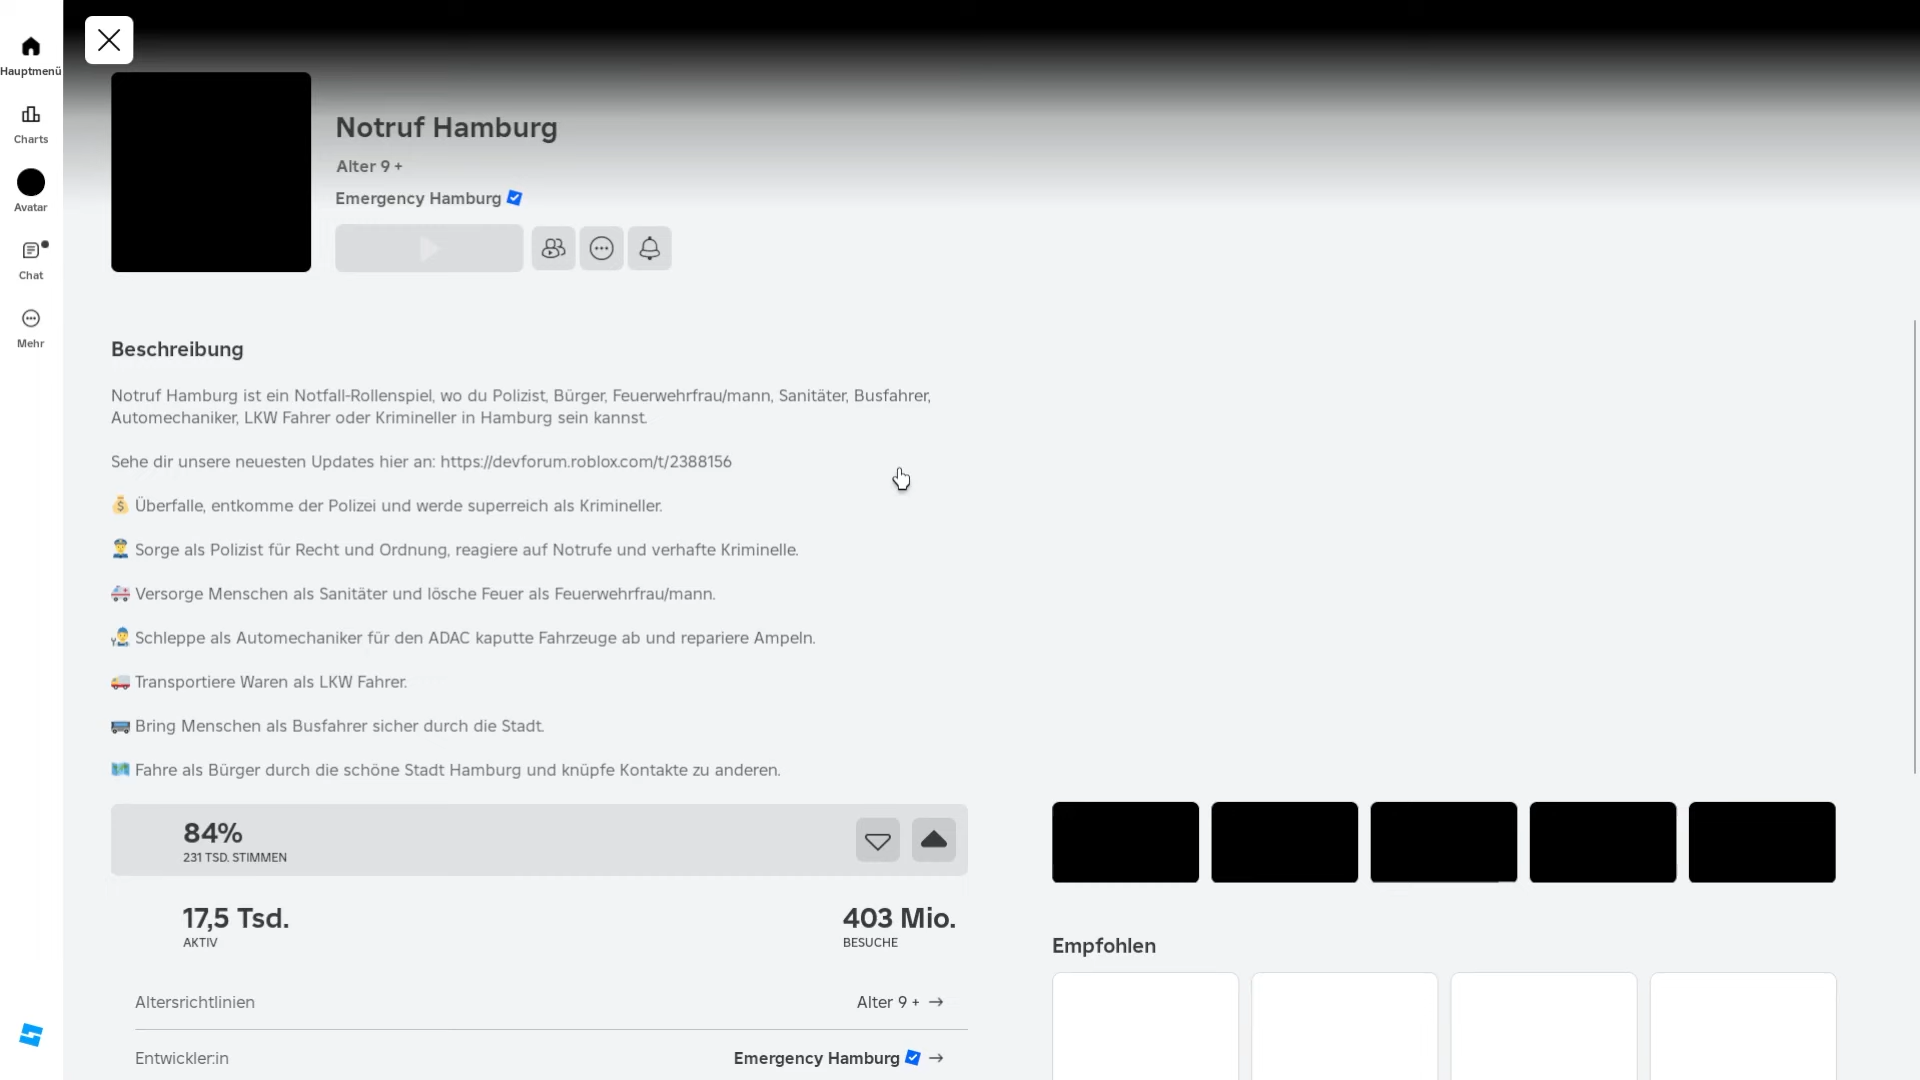 Hauptmenü
Charts
Avatar
Chat
Mehr
Notruf Hamburg
Alter 9 +
Emergency Hamburg
Beschreibung
Notruf Hamburg ist ein Notfall-Rollenspiel, wo du Polizist, Bürger, Feuerwehrfrau/mann, Sanitäter, Busfahrer,
Automechaniker, LKW Fahrer oder Krimineller in Hamburg sein kannst.
Sehe dir unsere neuesten Updates hier an: https://devforum.roblox.com/t/2388156
💰 Überfalle, entkomme der Polizei und werde superreich als Krimineller.
👮 Sorge als Polizist für Recht und Ordnung, reagiere auf Notrufe und verhafte Kriminelle.
🚑 Versorge Menschen als Sanitäter und lösche Feuer als Feuerwehrfrau/mann.
👨‍🔧 Schleppe als Automechaniker für den ADAC kaputte Fahrzeuge ab und repariere Ampeln.
🚚 Transportiere Waren als LKW Fahrer.
🚌 Bring Menschen als Busfahrer sicher durch die Stadt.
🗺️ Fahre als Bürger durch die schöne Stadt Hamburg und knüpfe Kontakte zu anderen.
84%
231 TSD. STIMMEN
17,5 Tsd.
AKTIV
403 Mio.
BESUCHE
Altersrichtlinien
Alter 9 + →
Entwickler:in
Emergency Hamburg →
Empfohlen